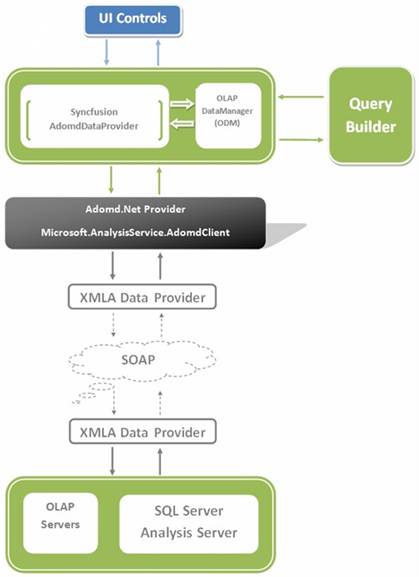 UI Controls
Syncfusion
AdomdDataProvider
OLAP
DataManager
(ODM)
Query
Builder
Adomd.Net Provider
Microsoft.AnalysisService.AdomdClient
XMLA Data Provider
SOAP
XMLA Data Provider
OLAP
Servers
SQL Server
Analysis Server